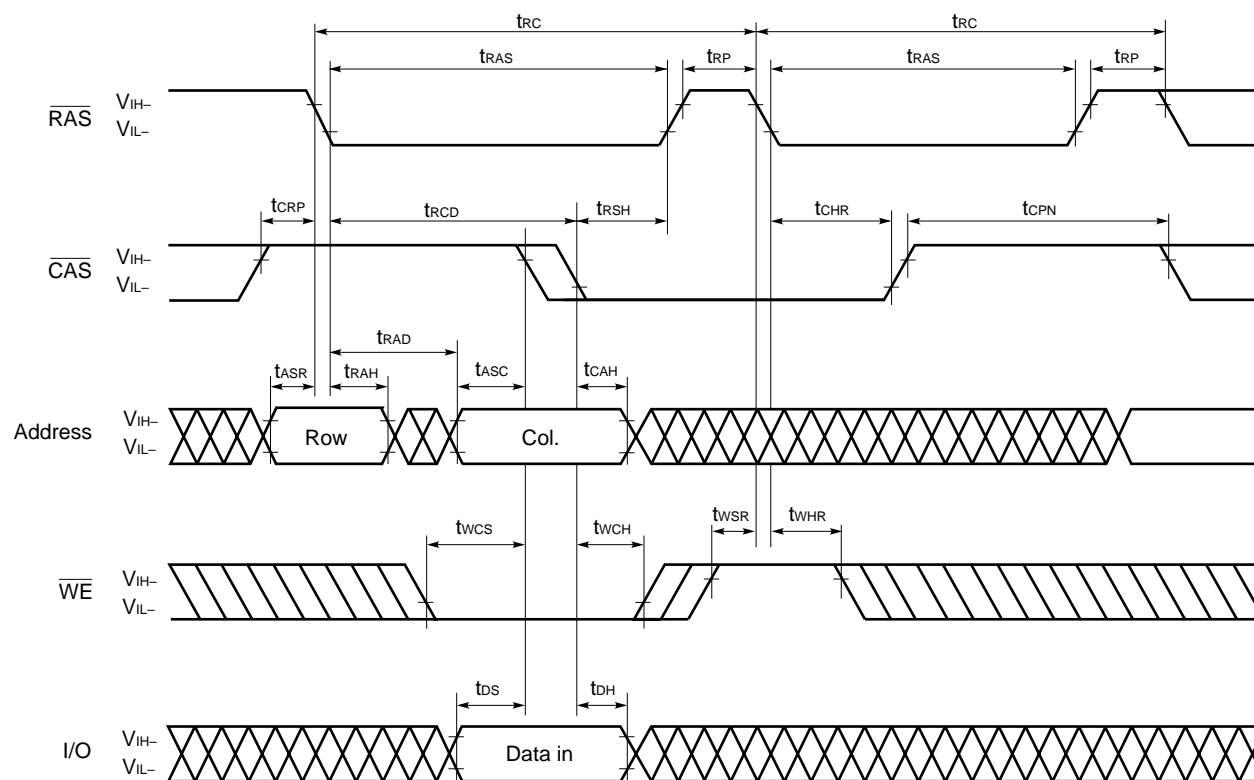 tRC tRC
tRAS tRP tRAS tRP
RAS VIH–
VIL–
tCRP tRCD tRSH tCHR tCPN
CAS VIH–
VIL–
tRAD
tASR tRAH tASC tCAH
Address VIH–
VIL–
Row Col.
tWCS tWCH tWSR tWHR
WE VIH–
VIL–
tDS tDH
I/O VIH–
VIL–
Data in